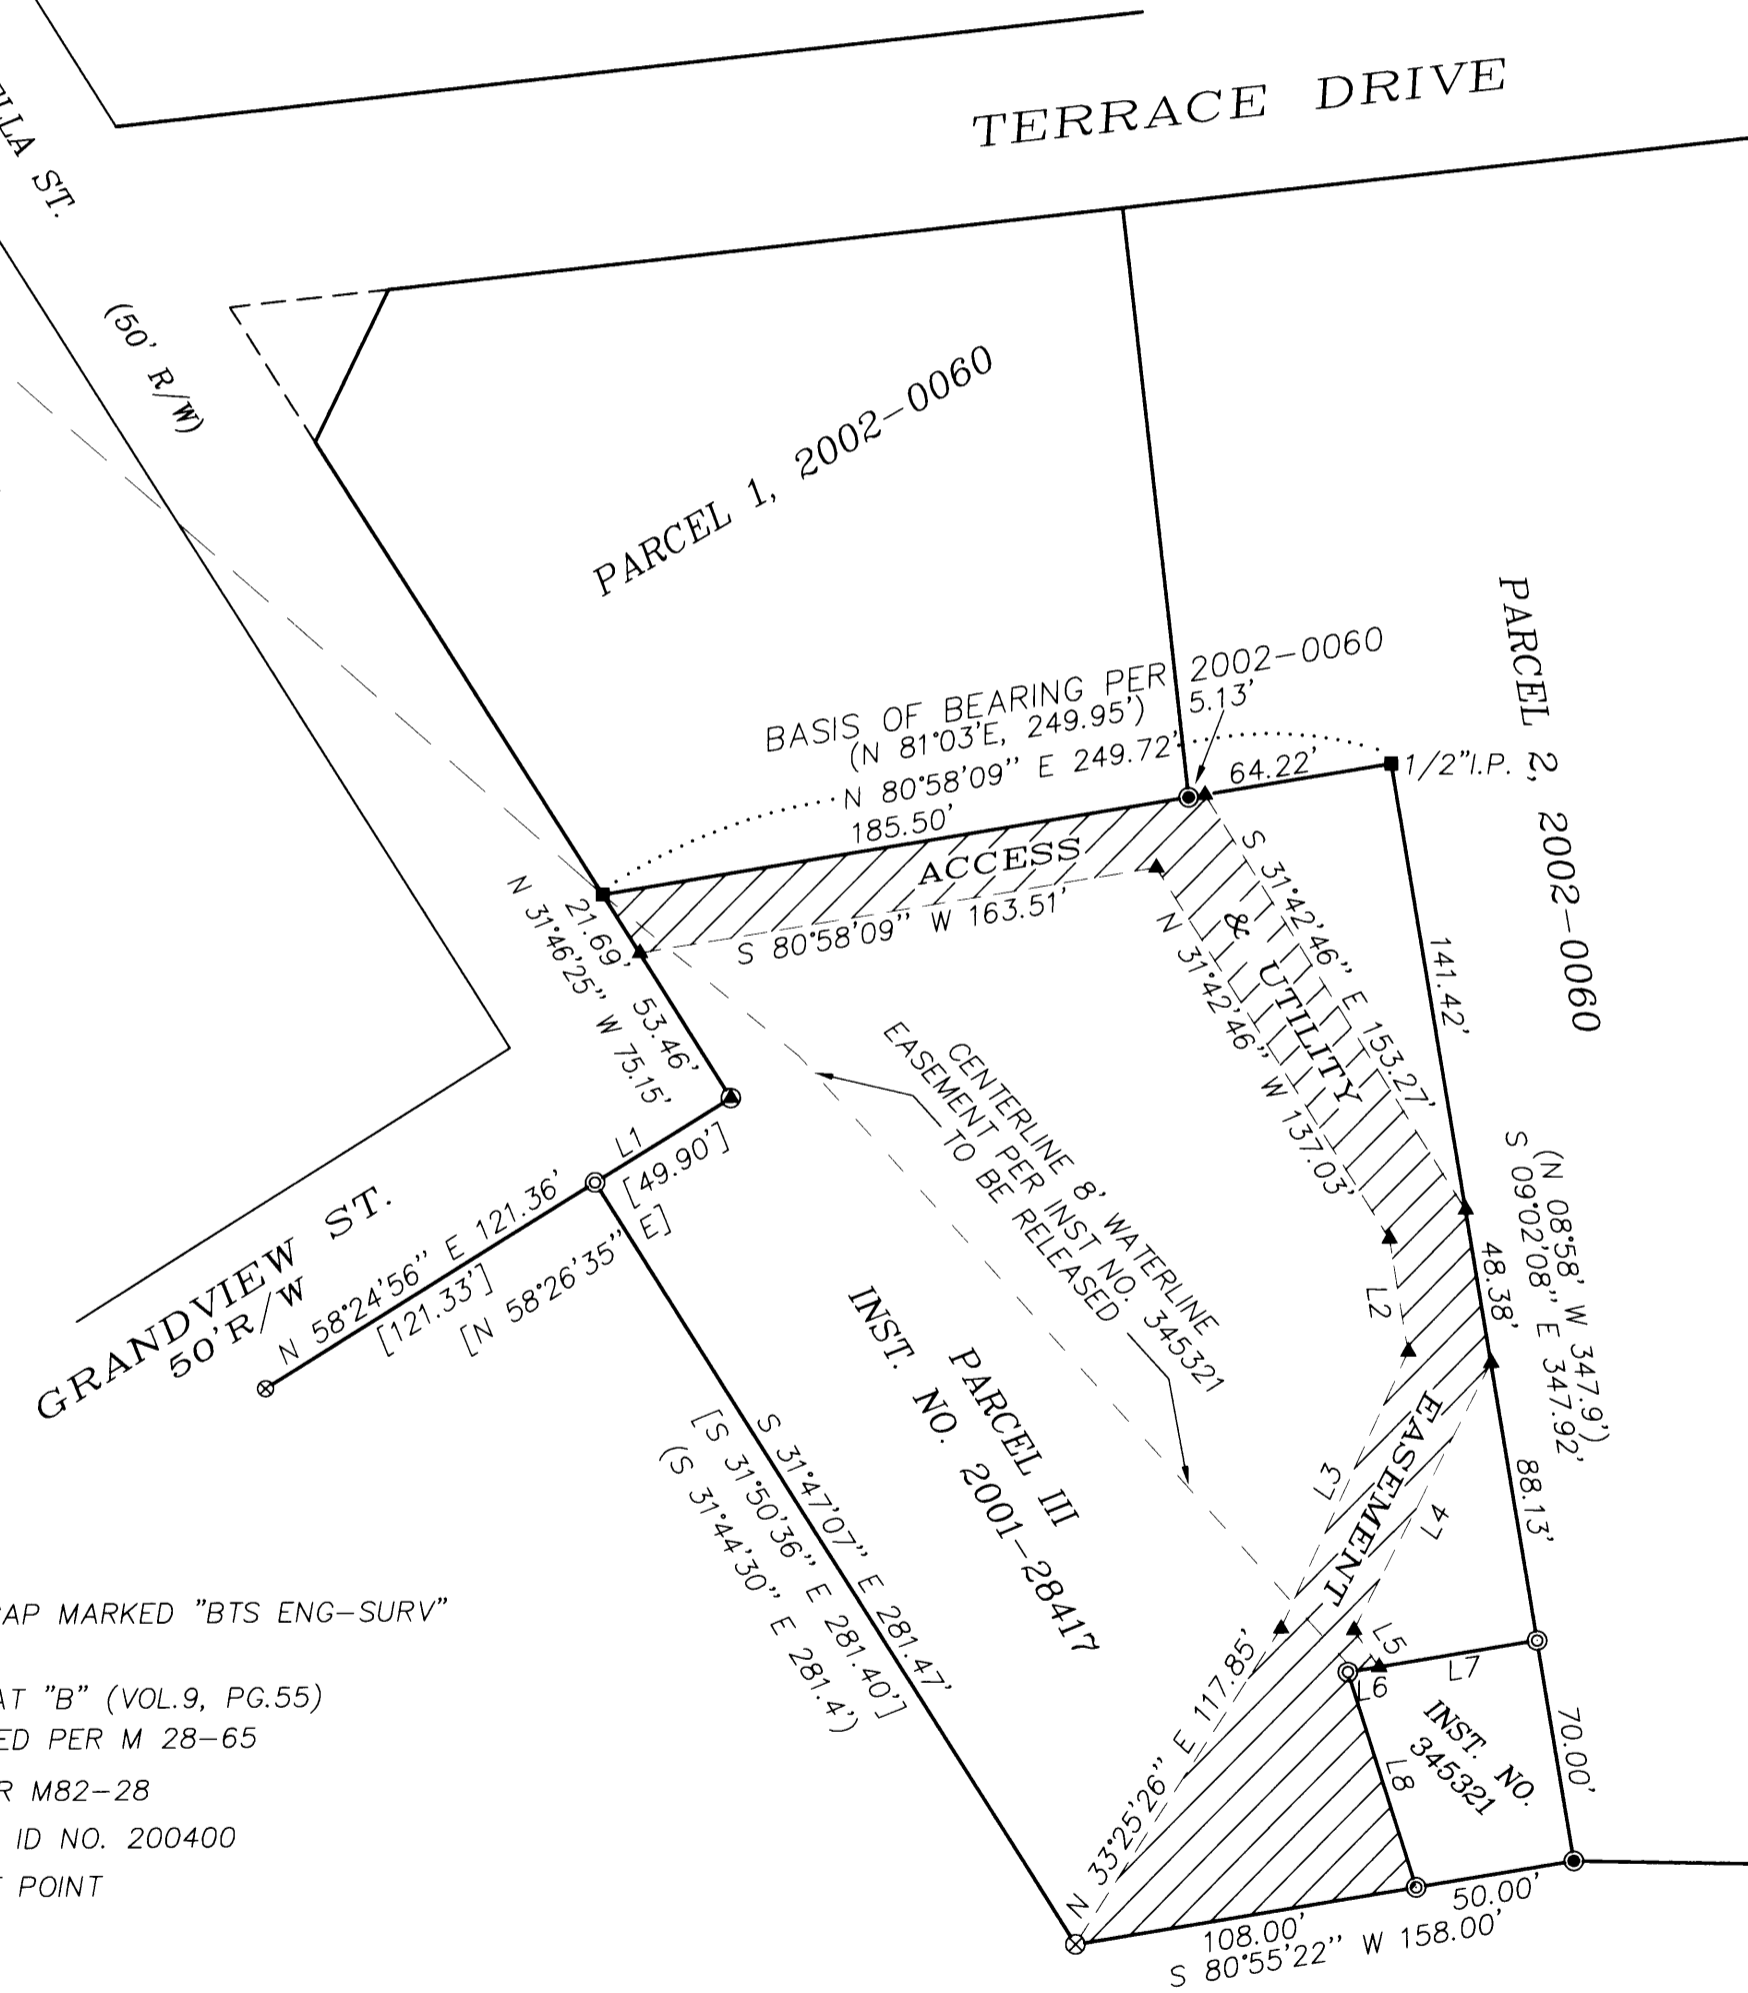 TERRACE DRIVE
ST.
(50' R/W)
PARCEL 1, 2002-0060
PARCEL 2, 2002-0060
BASIS OF BEARING PER 2002-0060
(N 81°03'E, 249.95')
N 80°58'09" E 249.72'
185.50'
5.13'
64.22'
1/2"I.P.
ACCESS
& UTILITY
EASEMENT
S 80°58'09" W 163.51'
21.69'
53.46'
N 31°46'25" W 75.15'
S 31°42'46" E 153.27'
N 31°42'46" W 137.03'
141.42'
48.38'
(N 08°58' W 347.9')
S 09°02'08" E 347.92'
88.13'
70.00'
CENTERLINE 8' WATERLINE
EASEMENT PER INST NO. 345321
TO BE RELEASED
L1
[49.90']
GRANDVIEW ST.
50'R/W
N 58°24'56" E 121.36'
[121.33']
[N 58°26'35" E]
PARCEL III
INST. NO. 2001-28417
S 31°47'07" E 281.47'
[S 31°50'36" E 281.40']
(S 31°44'30" E 281.4')
L2
L3
L4
L5
L6
L7
L8
INST. NO.
345321
N 33°25'26" E 117.85'
108.00'
50.00'
S 80°55'22" W 158.00'
MARKED "BTS ENG-SURV"
"B" (VOL.9, PG.55)
PER M 28-65
M82-28
ID NO. 200400
POINT